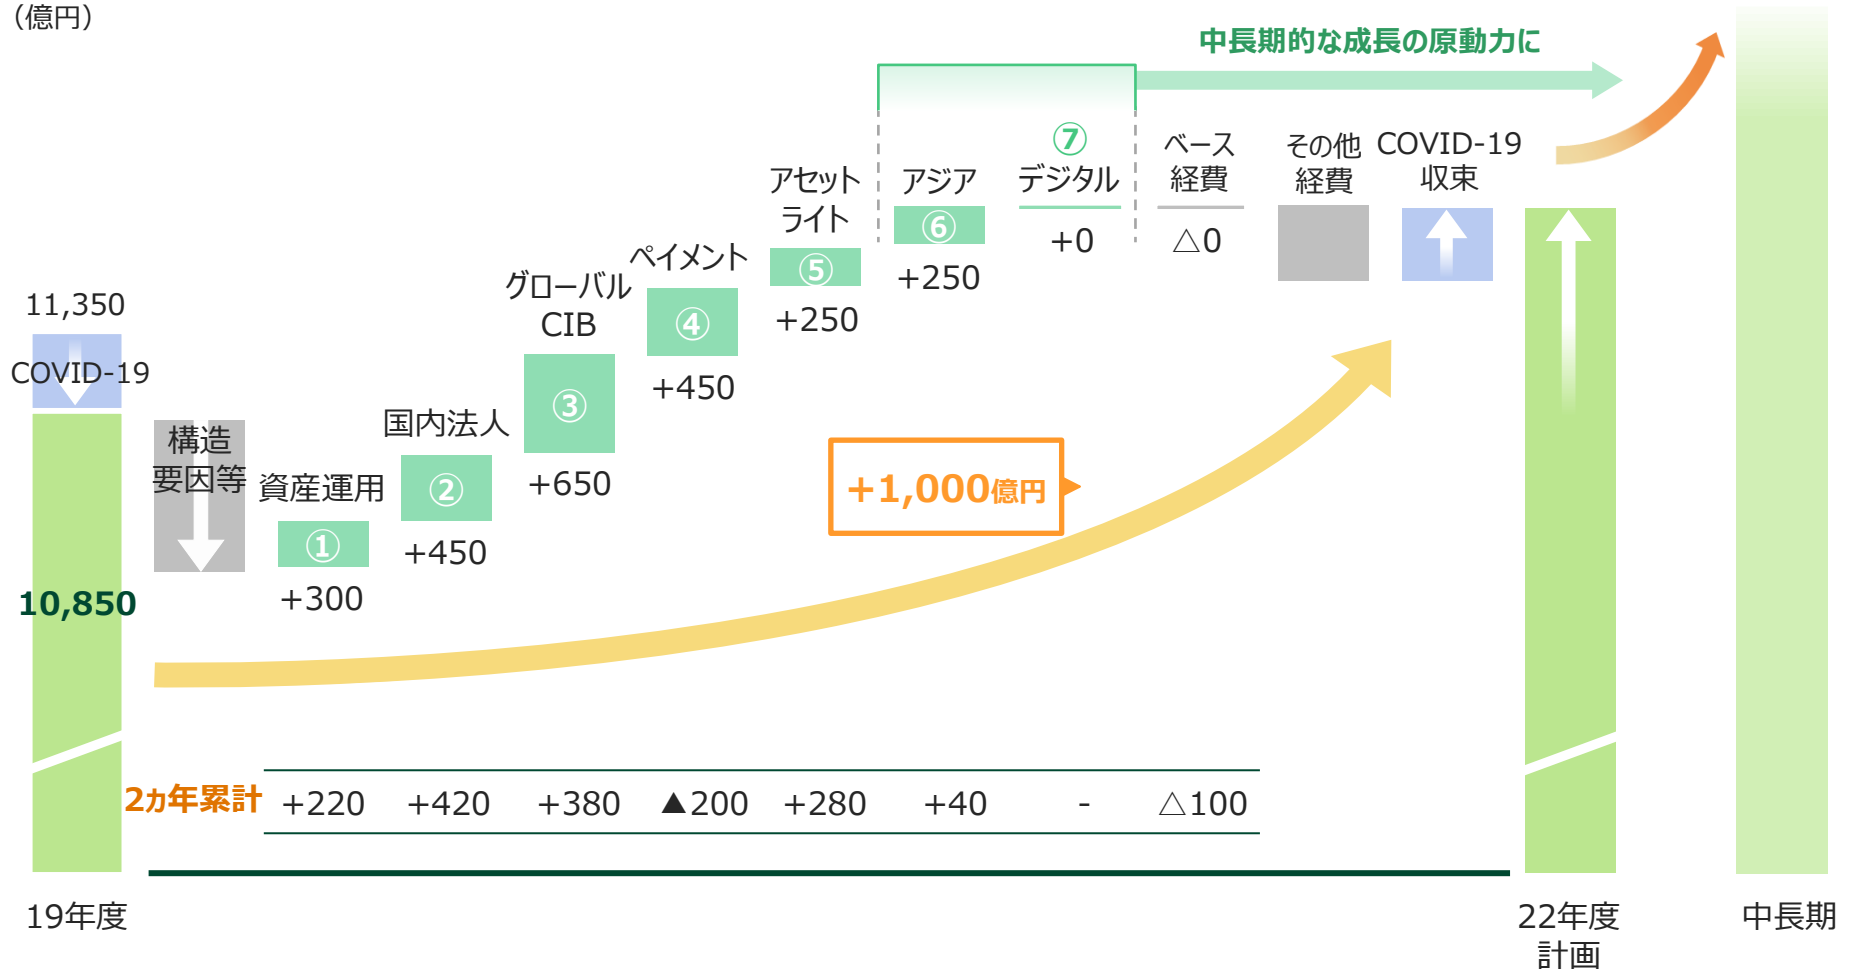 （億円）
中長期的な成長の原動力に
⑦
ベース
経費
その他
経費
COVID-19
収束
アセット
ライト
アジア
デジタル
⑥
+0
△0
ペイメント
⑤
+250
グローバル
CIB
④
+250
11,350
COVID-19
③
+450
国内法人
構造
要因等
資産運用
②
+650
+1,000億円
①
+450
10,850
+300
2ヵ年累計
+220
+420
+380
▲200
+280
+40
-
△100
19年度
22年度
計画
中長期